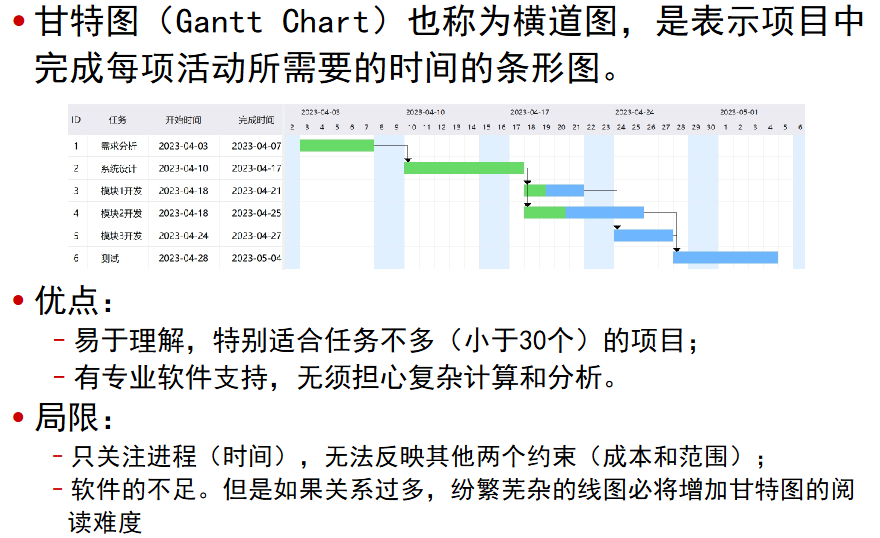 • 甘特图（Gantt Chart）也称为横道图，是表示项目中
完成每项活动所需要的时间的条形图。
ID 任务 开始时间 完成时间 2023-04-03 2023-04-10 2023-04-17 2023-04-24 2023-05-01
2 3 4 5 6 7 8 9 10 11 12 13 14 15 16 17 18 19 20 21 22 23 24 25 26 27 28 29 30 1 2 3 4 5 6
1 需求分析 2023-04-03 2023-04-07
2 系统设计 2023-04-10 2023-04-17
3 模块1开发 2023-04-18 2023-04-21
4 模块2开发 2023-04-18 2023-04-25
5 模块3开发 2023-04-24 2023-04-27
6 测试 2023-04-28 2023-05-04
• 优点：
– 易于理解，特别适合任务不多（小于30个）的项目；
– 有专业软件支持，无须担心复杂计算和分析。
• 局限：
– 只关注进程（时间），无法反映其他两个约束（成本和范围）；
– 软件的不足。但是如果关系过多，纷繁芜杂的线图必将增加甘特图的阅
读难度